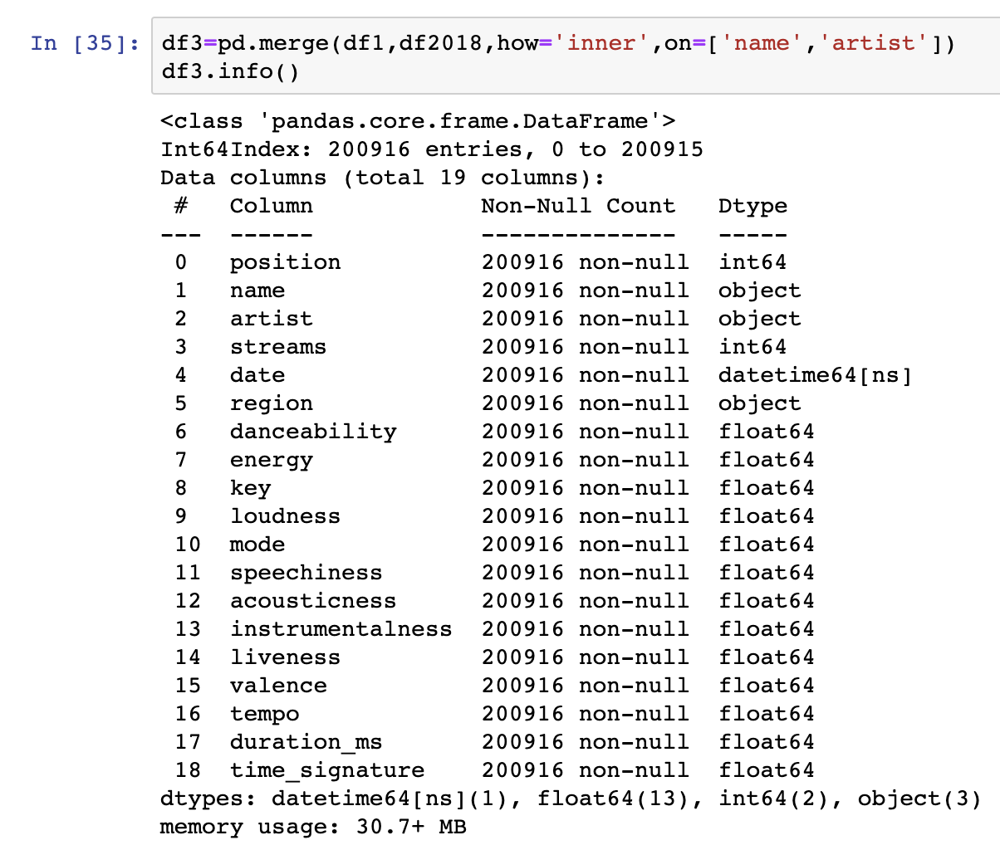 In [35]: df3=pd.merge(df1,df2018,how='inner',on=['name','artist'])
df3.info()
<class 'pandas.core.frame.DataFrame'>
Int64Index: 200916 entries, 0 to 200915
Data columns (total 19 columns):
 #   Column            Non-Null Count   Dtype
---  ------            --------------   -----
 0   position          200916 non-null  int64
 1   name              200916 non-null  object
 2   artist            200916 non-null  object
 3   streams           200916 non-null  int64
 4   date              200916 non-null  datetime64[ns]
 5   region            200916 non-null  object
 6   danceability      200916 non-null  float64
 7   energy            200916 non-null  float64
 8   key               200916 non-null  float64
 9   loudness          200916 non-null  float64
 10  mode              200916 non-null  float64
 11  speechiness       200916 non-null  float64
 12  acousticness      200916 non-null  float64
 13  instrumentalness  200916 non-null  float64
 14  liveness          200916 non-null  float64
 15  valence           200916 non-null  float64
 16  tempo             200916 non-null  float64
 17  duration_ms       200916 non-null  float64
 18  time_signature    200916 non-null  float64
dtypes: datetime64[ns](1), float64(13), int64(2), object(3)
memory usage: 30.7+ MB